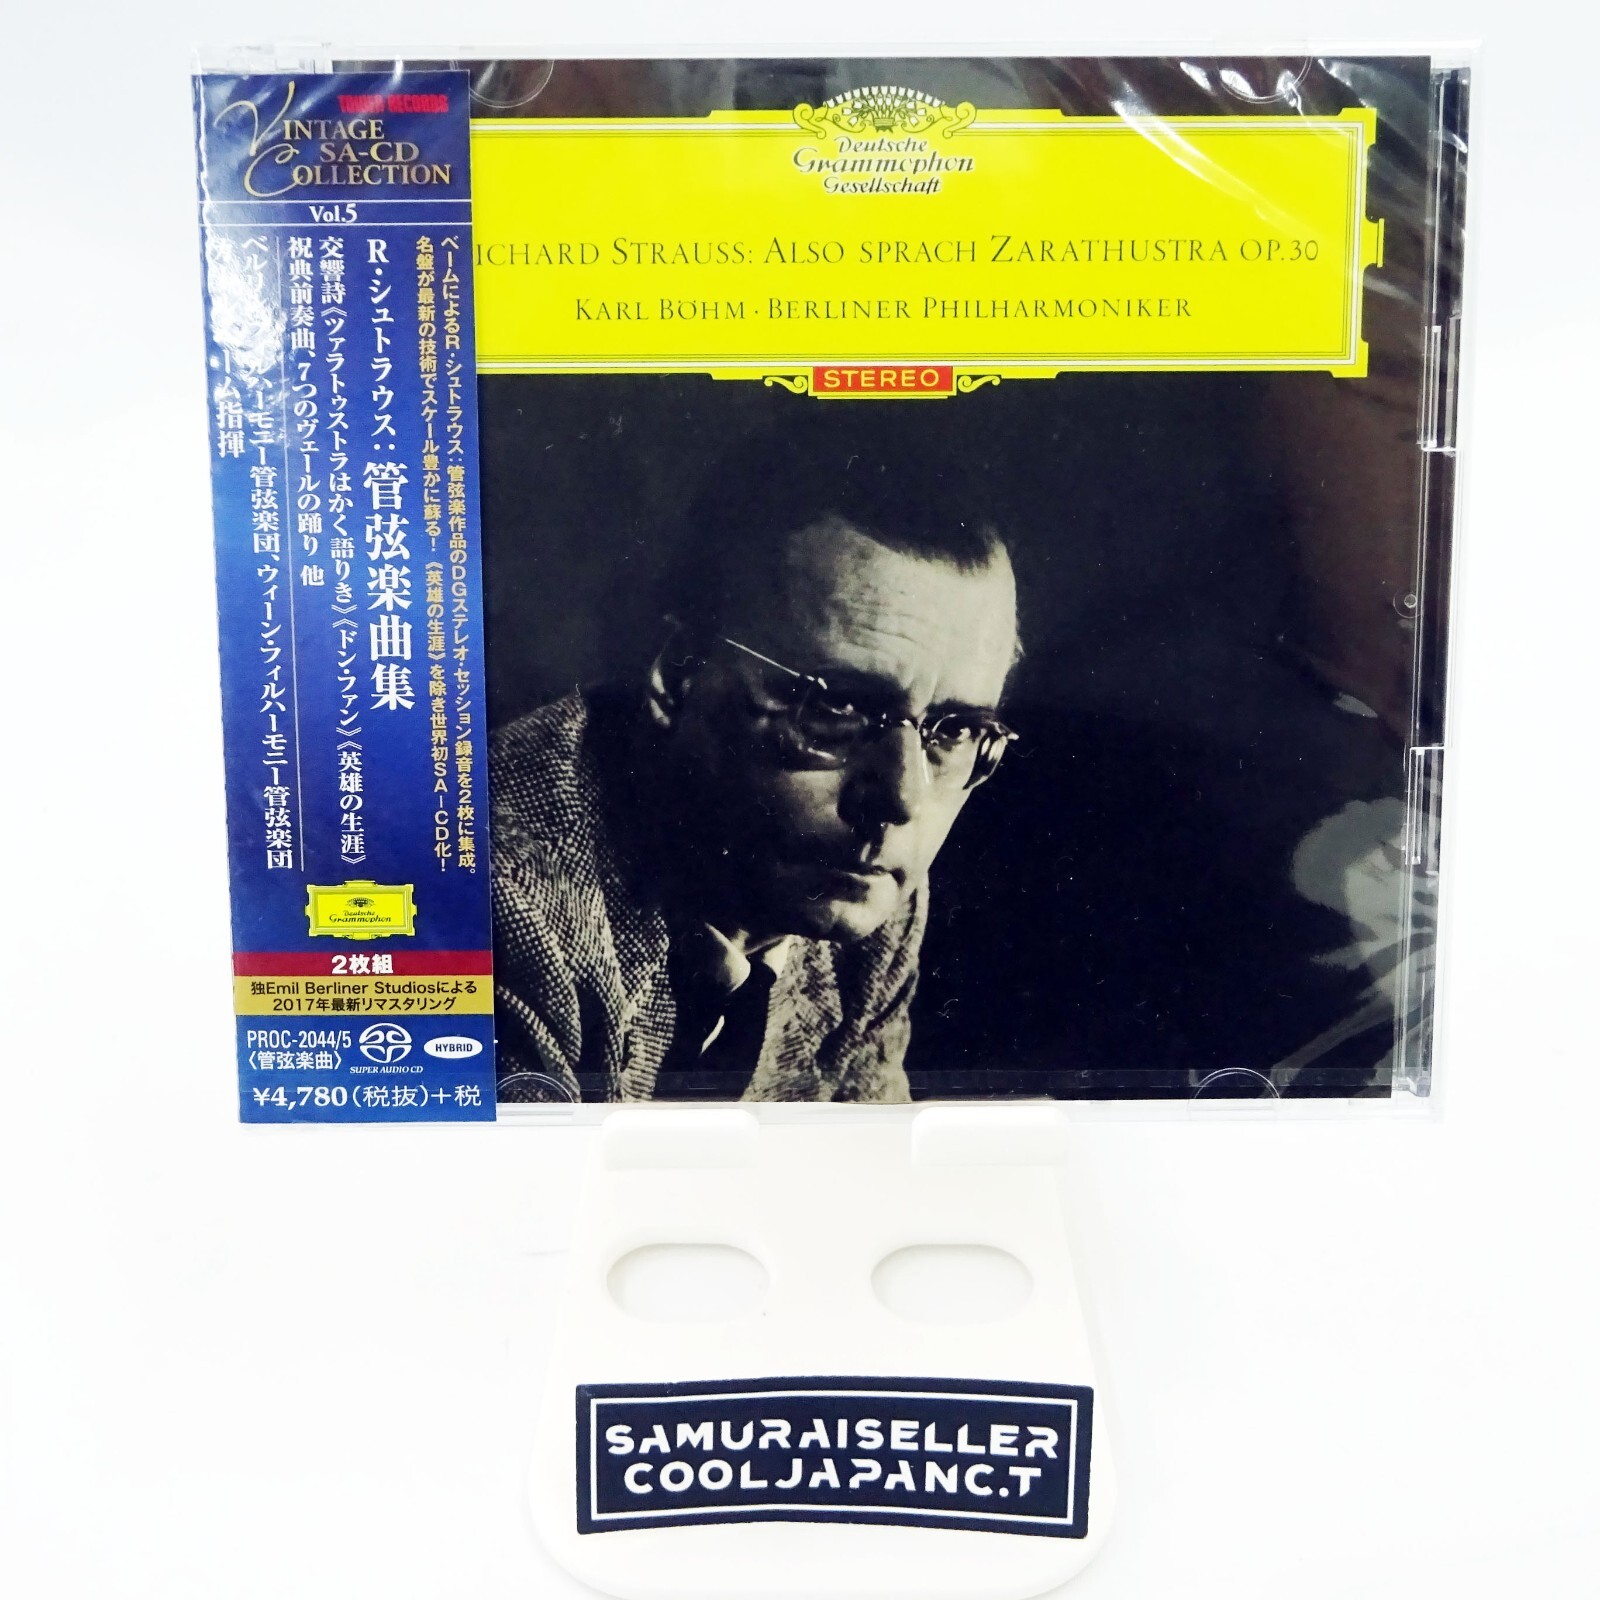 TOWER RECORDS
VINTAGE
SA-CD
COLLECTION
Vol.5
ベームによるR・シュトラウス:管弦楽作品のDGステレオ・セッション録音を2枚に集成。
名盤が最新の技術でスケール豊かに蘇る!《英雄の生涯》を除き世界初SA-CD化!
R・シュトラウス:管弦楽曲集
交響詩《ツァラトゥストラはかく語りき》《ドン・ファン》《英雄の生涯》
祝典前奏曲、7つのヴェールの踊り 他
ベルリン・フィルハーモニー管弦楽団、ウィーン・フィルハーモニー管弦楽団
ーム指揮
Deutsche
Grammophon
2枚組
独Emil Berliner Studiosによる
2017年最新リマスタリング
PROC-2044/5
〈管弦楽曲〉
SUPER AUDIO CD
HYBRID
¥4,780(税抜)+税
Deutsche
Grammophon
Gesellschaft
ICHARD STRAUSS: ALSO SPRACH ZARATHUSTRA OP.30
KARL BÖHM · BERLINER PHILHARMONIKER
STEREO
SAMURAISELLER
COOLJAPANC.T